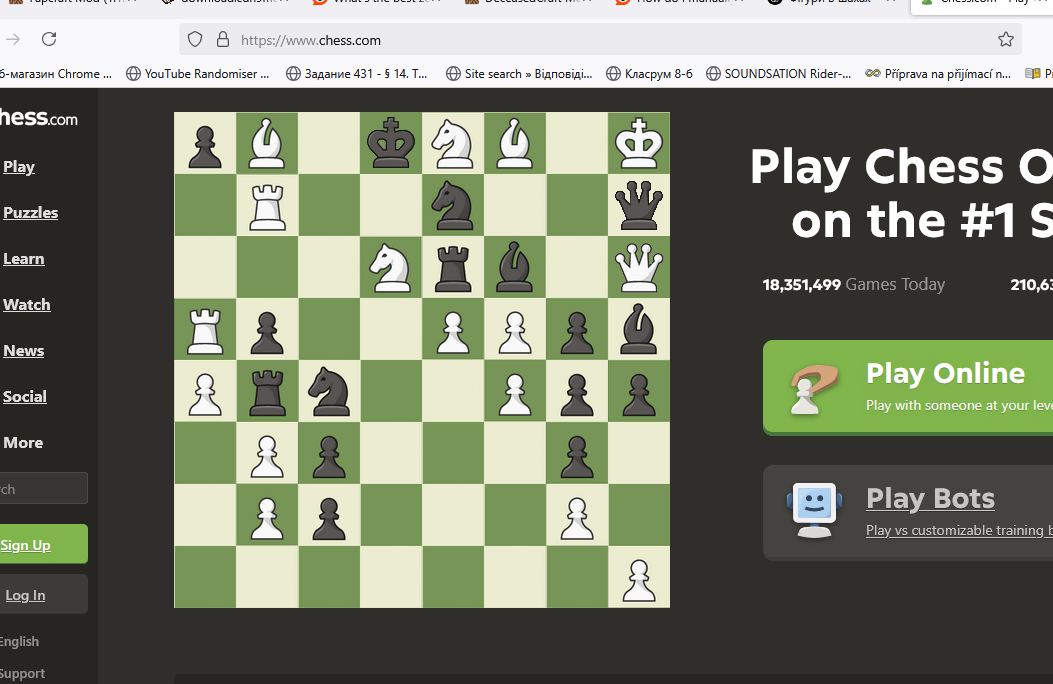 https://www.chess.com
YouTube Randomiser ...
Задание 431 - § 14. Т...
Site search » Відповіді...
Класрум 8-б
SOUNDSATION Rider-...
Příprava na přijímací n...
б-магазин Chrome ...
hess.com
Play
Puzzles
Learn
Watch
News
Social
More
rch
Sign Up
Log In
English
Support
Play Chess O
on the #1 S
18,351,499 Games Today
210,63
Play Online
Play with someone at your leve
Play Bots
Play vs customizable training b